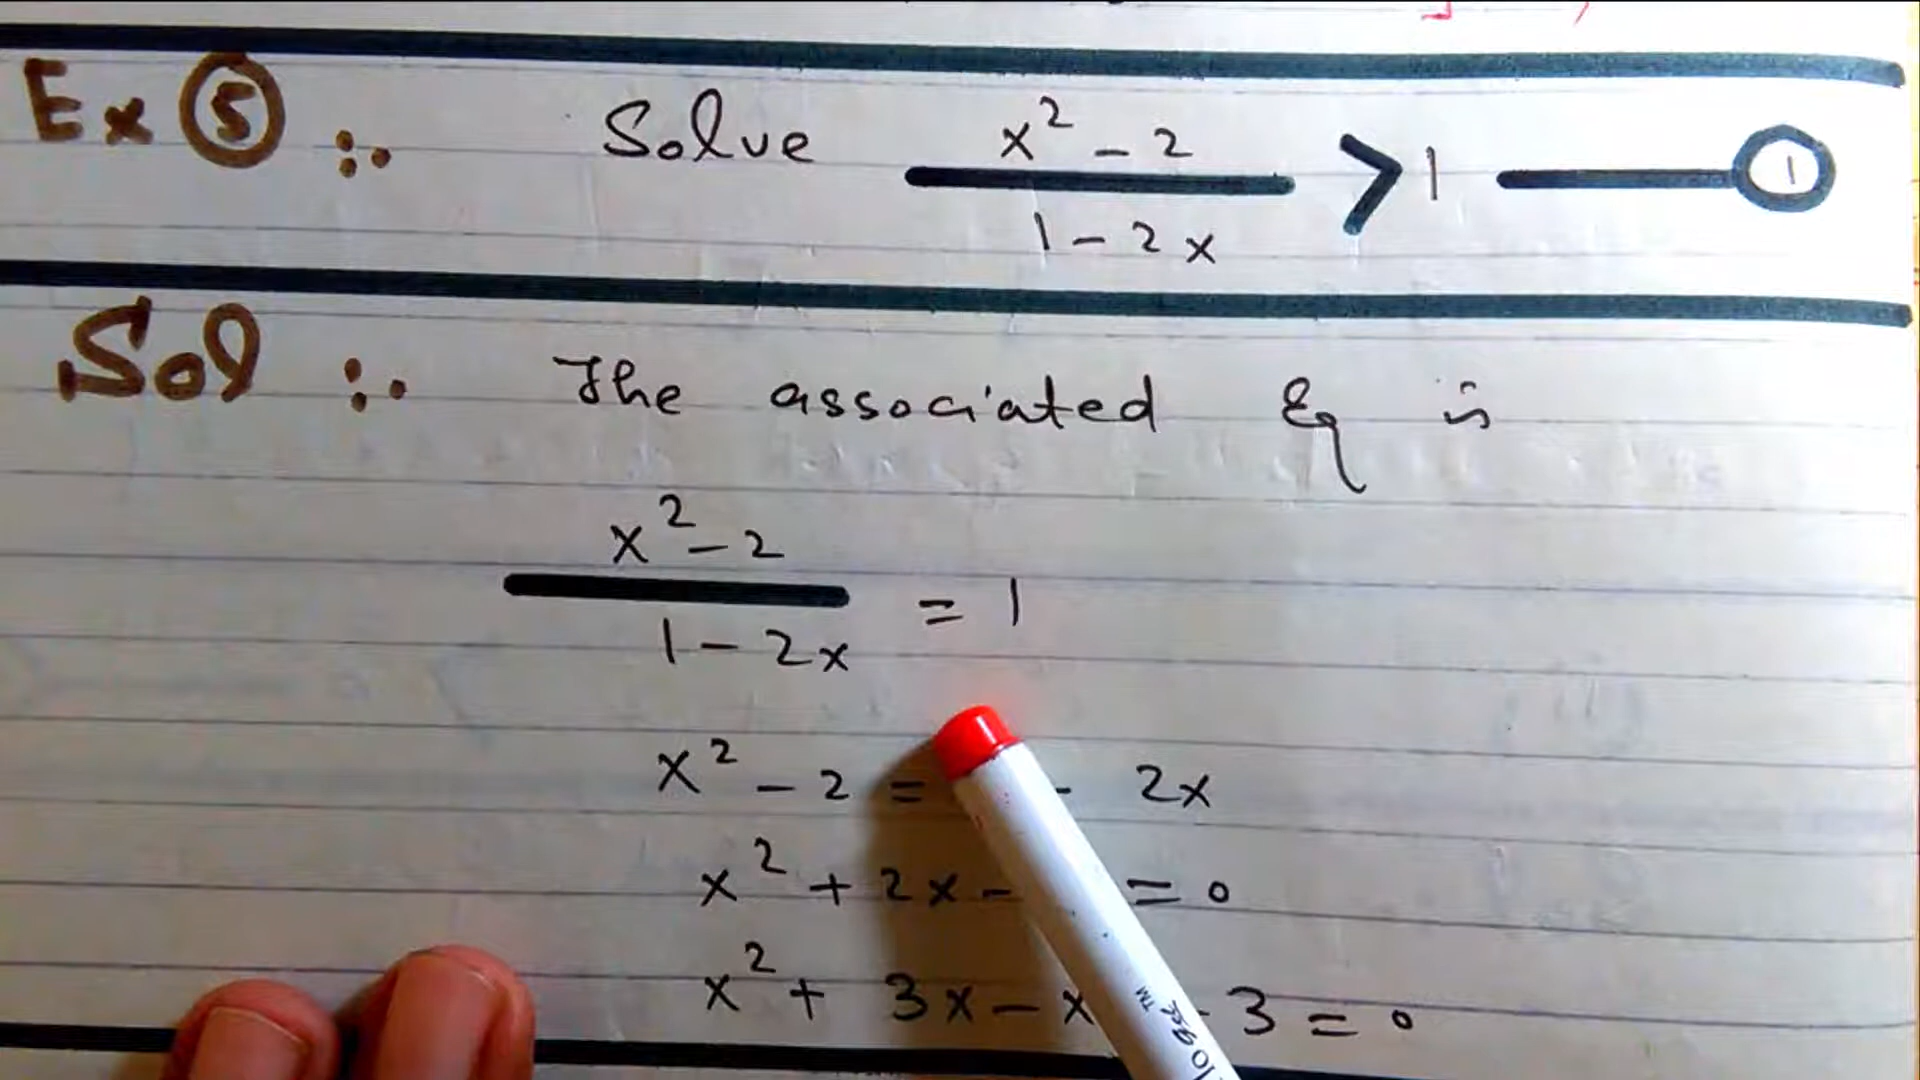 Ex ⑤ :. Solve x² - 2 / 1 - 2x > 1 — ①
Sol :. The associated Eq is
x² - 2 / 1 - 2x = 1
x² - 2 = - 2x
x² + 2x - = 0
x² + 3x - x - 3 = 0